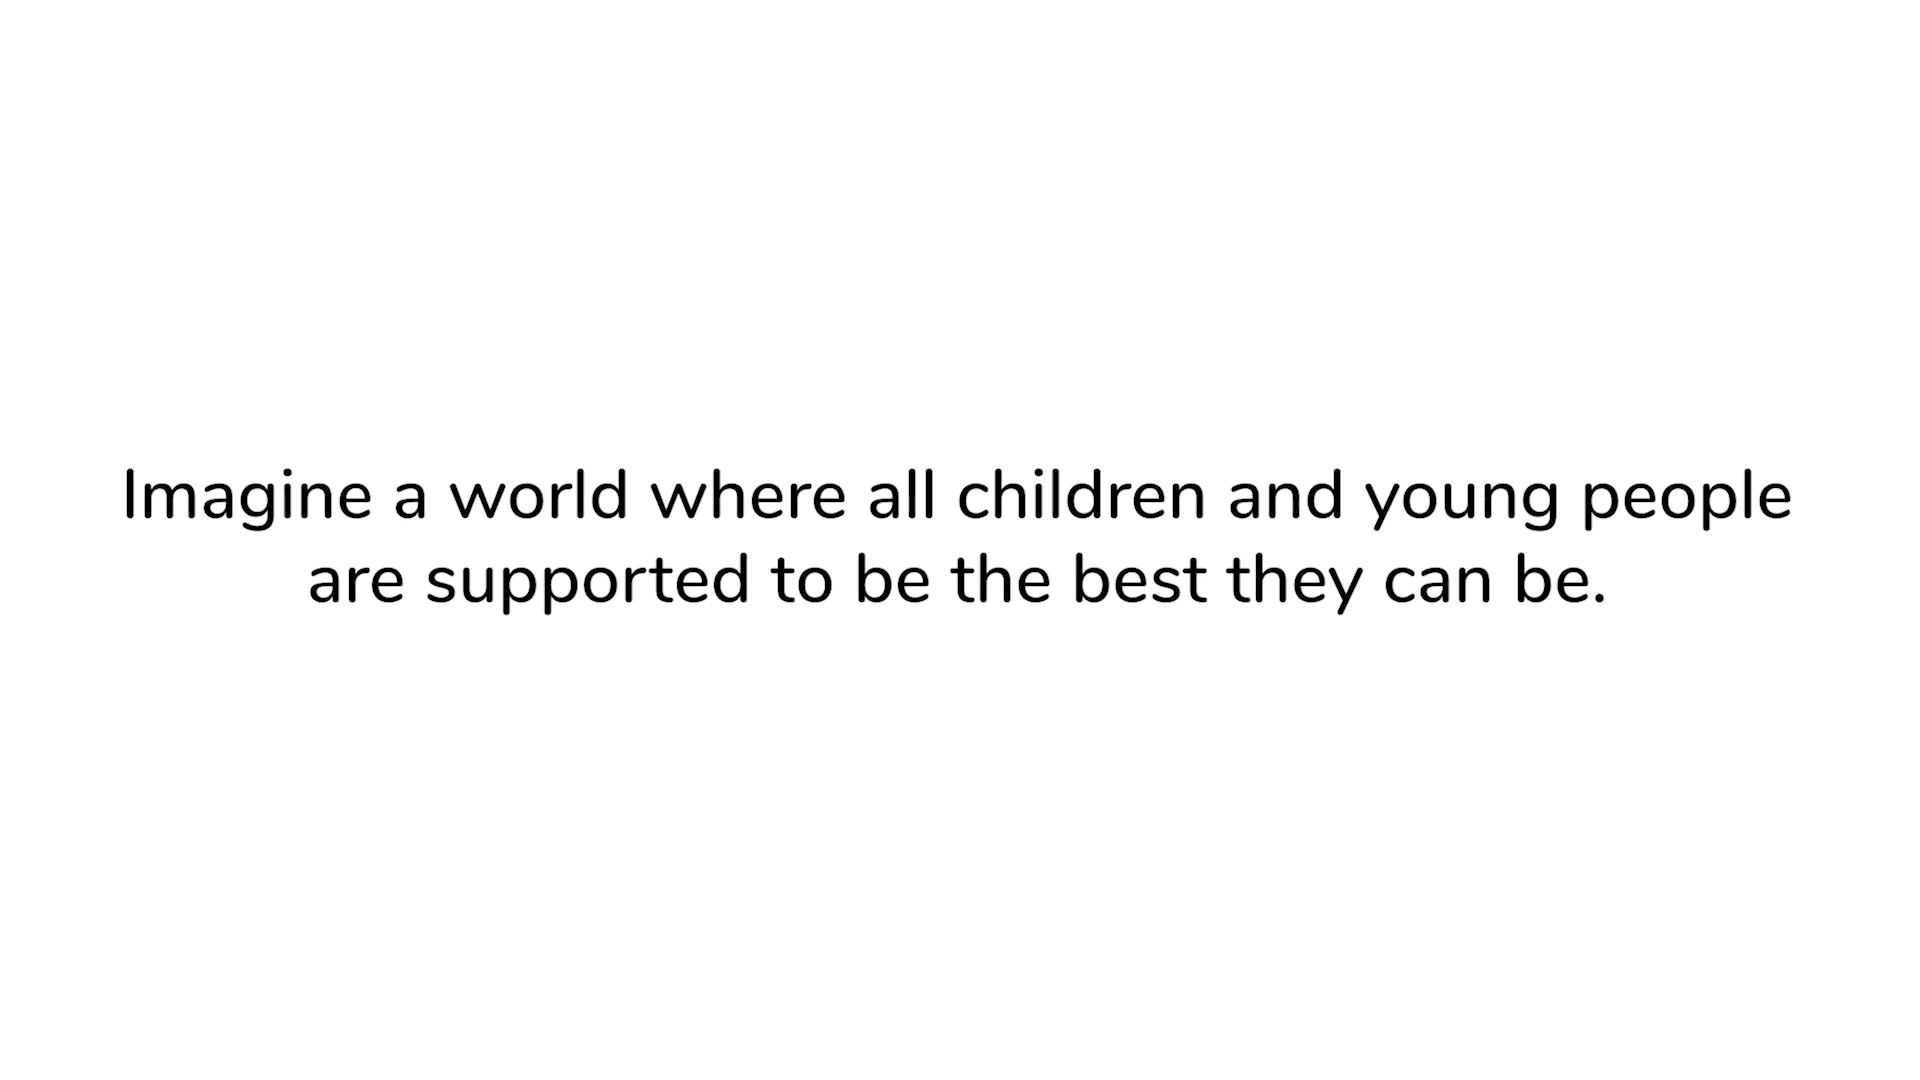 Imagine a world where all children and young people
are supported to be the best they can be.